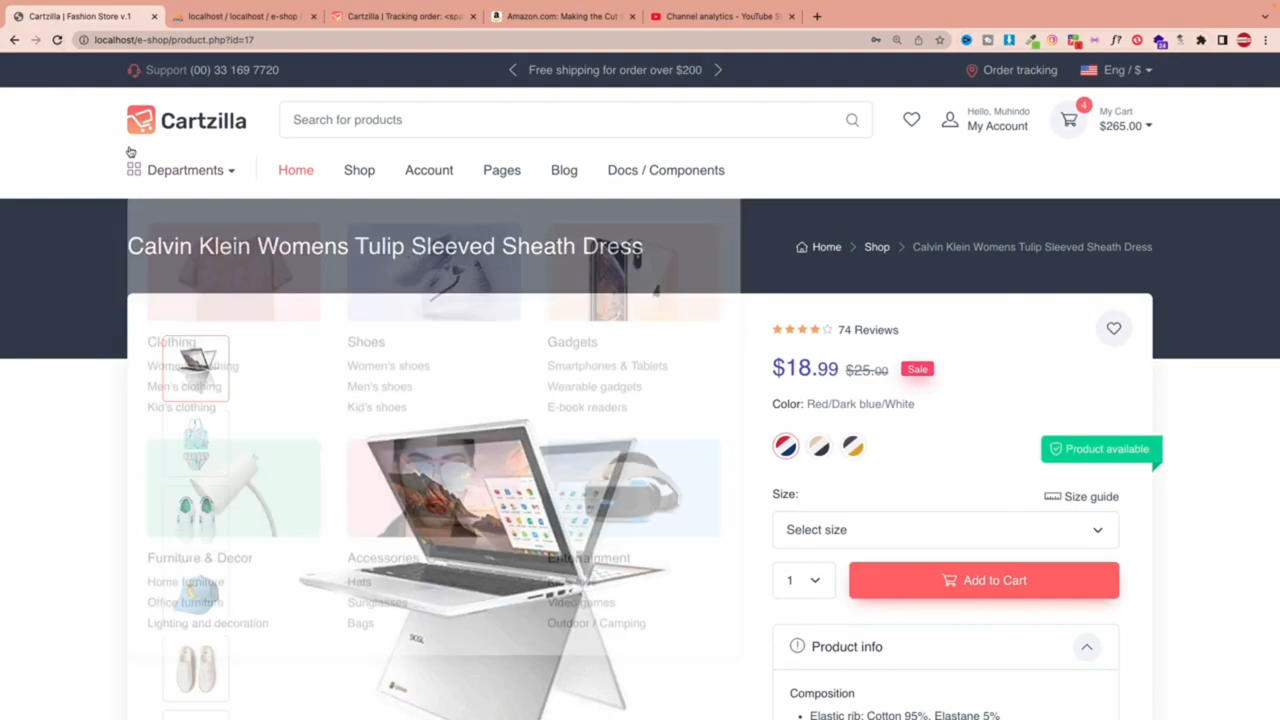 Cartzilla | Fashion Store v.1
localhost / localhost / e-shop /
Cartzilla | Tracking order: <spa
Amazon.com: Making the Cut
Channel analytics - YouTube S
localhost/e-shop/product.php?id=17
Support (00) 33 169 7720
Free shipping for order over $200
Order tracking
Eng / $
Cartzilla
Search for products
Hello, Muhindo
My Account
4
My Cart
$265.00
Departments
Home
Shop
Account
Pages
Blog
Docs / Components
Calvin Klein Womens Tulip Sleeved Sheath Dress
Home
Shop
Calvin Klein Womens Tulip Sleeved Sheath Dress
Clothing
Women's clothing
Men's clothing
Kid's clothing
Shoes
Women's shoes
Men's shoes
Kid's shoes
Gadgets
Smartphones & Tablets
Wearable gadgets
E-book readers
Furniture & Decor
Home furniture
Office furniture
Lighting and decoration
Accessories
Hats
Sunglasses
Bags
Entertainment
Video games
Outdoor / Camping
74 Reviews
$18.99 $25.00 Sale
Color: Red/Dark blue/White
Product available
Size:
Size guide
Select size
1
Add to Cart
Product info
Composition
• Elastic rib: Cotton 95%, Elastane 5%